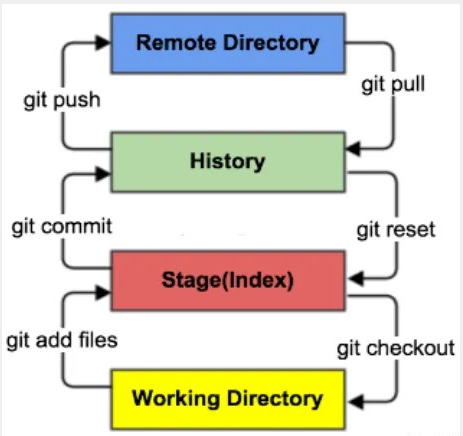 Remote Directory
git push
git pull
History
git commit
git reset
Stage(Index)
git add files
git checkout
Working Directory